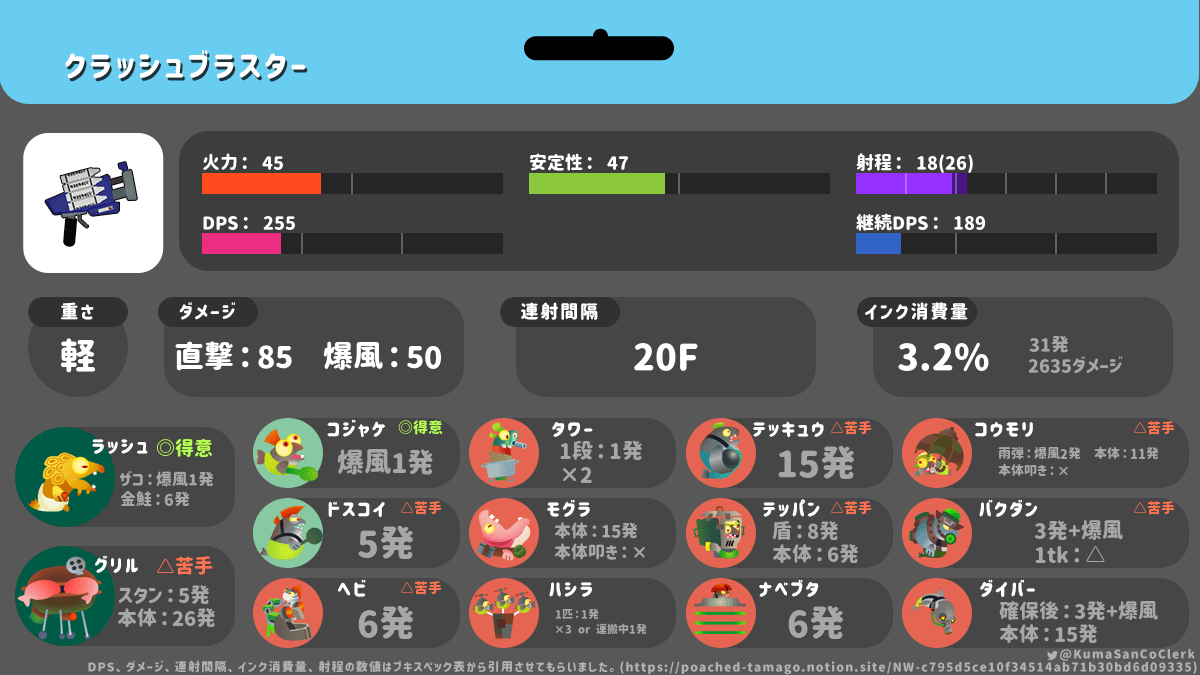 クラッシュブラスター
火力： 45
安定性： 47
射程： 18(26)
DPS： 255
継続DPS： 189
重さ
軽
ダメージ
直撃：85 爆風：50
連射間隔
20F
インク消費量
3.2%
31発
2635ダメージ
ラッシュ ◎得意
ザコ：爆風1発
金鮭：6発
グリル △苦手
スタン：5発
本体：26発
コジャケ ◎得意
爆風1発
タワー
1段：1発
×2
テッキュウ △苦手
15発
コウモリ △苦手
雨弾：爆風2発 本体：11発
本体叩き：×
ドスコイ △苦手
5発
モグラ
本体：15発
本体叩き：×
テッパン △苦手
盾：8発
本体：6発
バクダン △苦手
3発+爆風
1tk：△
ヘビ △苦手
6発
ハシラ
1匹：1発
×3 or 運搬中1発
ナベブタ
6発
ダイバー
確保後：3発+爆風
本体：15発
@KumaSanCoClerk
DPS、ダメージ、連射間隔、インク消費量、射程の数値はブキスペック表から引用させてもらいました。(https://poached-tamago.notion.site/NW-c795d5ce10f34514ab71b30bd6d09335)